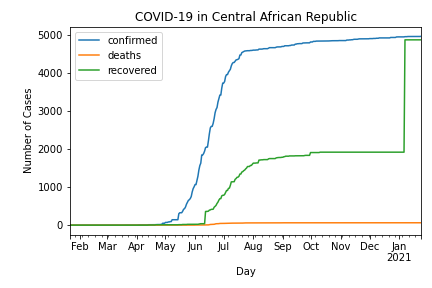 COVID-19 in Central African Republic
confirmed
deaths
recovered
Number of Cases
5000
4000
3000
2000
1000
0
Feb Mar Apr May Jun Jul Aug Sep Oct Nov Dec Jan
2021
Day